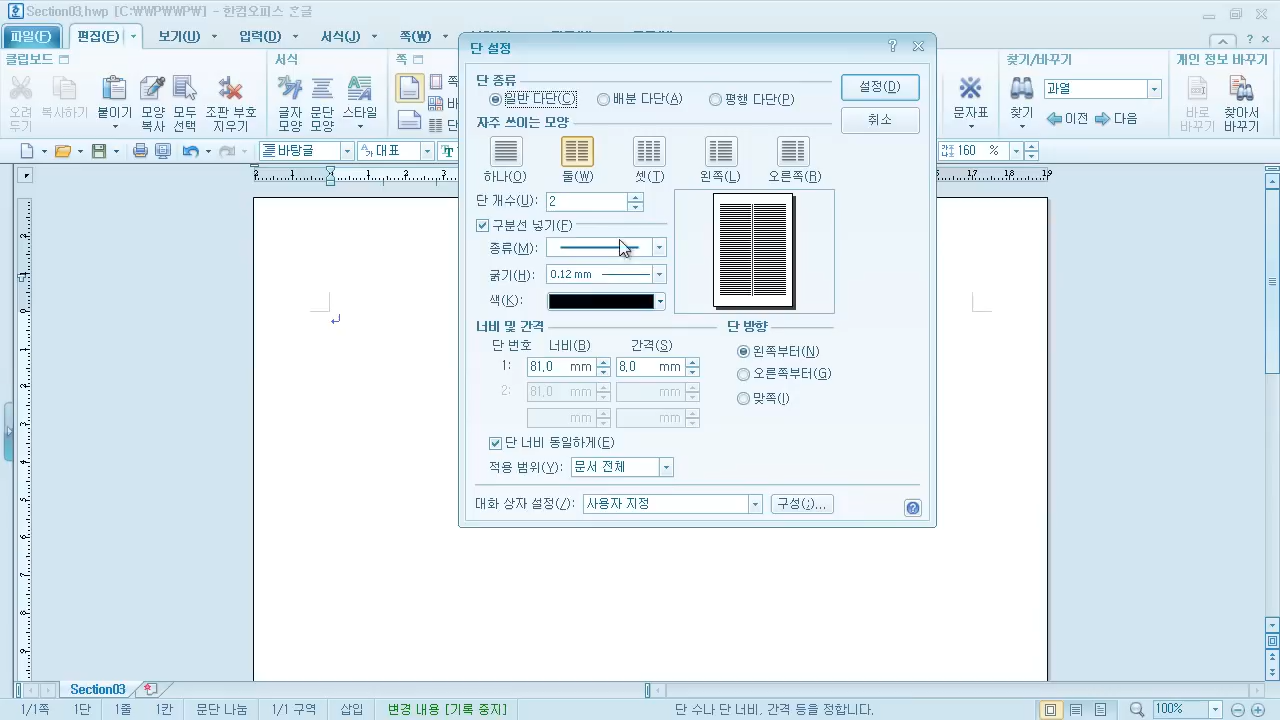 Section03.hwp [C:₩WPWWPW] - 한컴오피스 한글
파일(F) 편집(E) 보기(U) 입력(D) 서식(J) 쪽(W)
클립보드 서식 쪽 찾기/바꾸기 개인 정보 바꾸기
오려 두기 복사하기 붙이기 모양 복사 모두 선택 조판 부호 지우기 글자 모양 문단 모양 스타일 쪽 단 문자표 찾기 과열 이전 다음 바로 바꾸기 찾아서 바꾸기
바탕글 대표 160 %
단 설정
단 종류
일반 다단(C) 배분 다단(A) 평행 다단(P)
설정(D)
취소
자주 쓰이는 모양
하나(O) 둘(W) 셋(T) 왼쪽(L) 오른쪽(R)
단 개수(U): 2
구분선 넣기(F)
종류(M):
굵기(H): 0.12 mm
색(K):
너비 및 간격 단 방향
단 번호 너비(B) 간격(S)
1: 81.0 mm 8.0 mm
2: 81.0 mm mm
mm mm
왼쪽부터(N)
오른쪽부터(G)
맞쪽(I)
단 너비 동일하게(E)
적용 범위(Y): 문서 전체
대화 상자 설정(/): 사용자 지정 구성(;)...
Section03
1/1쪽 1단 1줄 1칸 문단 나눔 1/1 구역 삽입 변경 내용 [기록 중지] 단 수나 단 너비, 간격 등을 정합니다. 100%